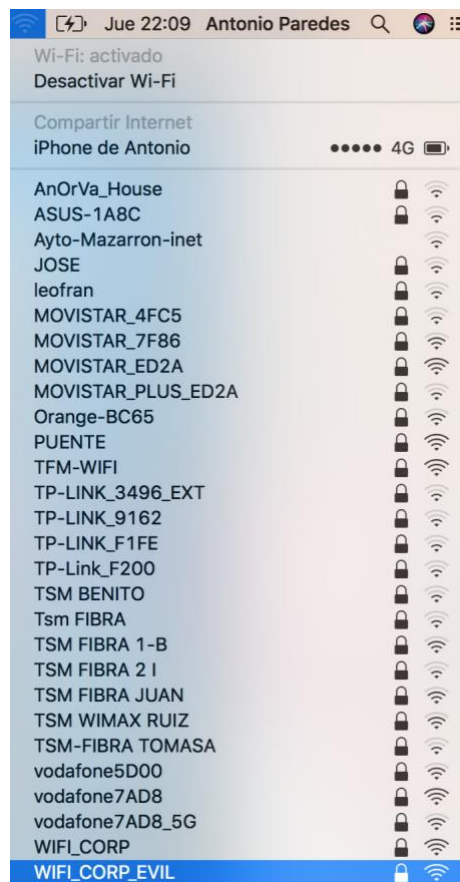 Jue 22:09 Antonio Paredes
Wi-Fi: activado
Desactivar Wi-Fi
Compartir Internet
iPhone de Antonio 4G
AnOrVa_House
ASUS-1A8C
Ayto-Mazarron-inet
JOSE
leofran
MOVISTAR_4FC5
MOVISTAR_7F86
MOVISTAR_ED2A
MOVISTAR_PLUS_ED2A
Orange-BC65
PUENTE
TFM-WIFI
TP-LINK_3496_EXT
TP-LINK_9162
TP-LINK_F1FE
TP-Link_F200
TSM BENITO
Tsm FIBRA
TSM FIBRA 1-B
TSM FIBRA 2 I
TSM FIBRA JUAN
TSM WIMAX RUIZ
TSM-FIBRA TOMASA
vodafone5D00
vodafone7AD8
vodafone7AD8_5G
WIFI_CORP
WIFI_CORP_EVIL